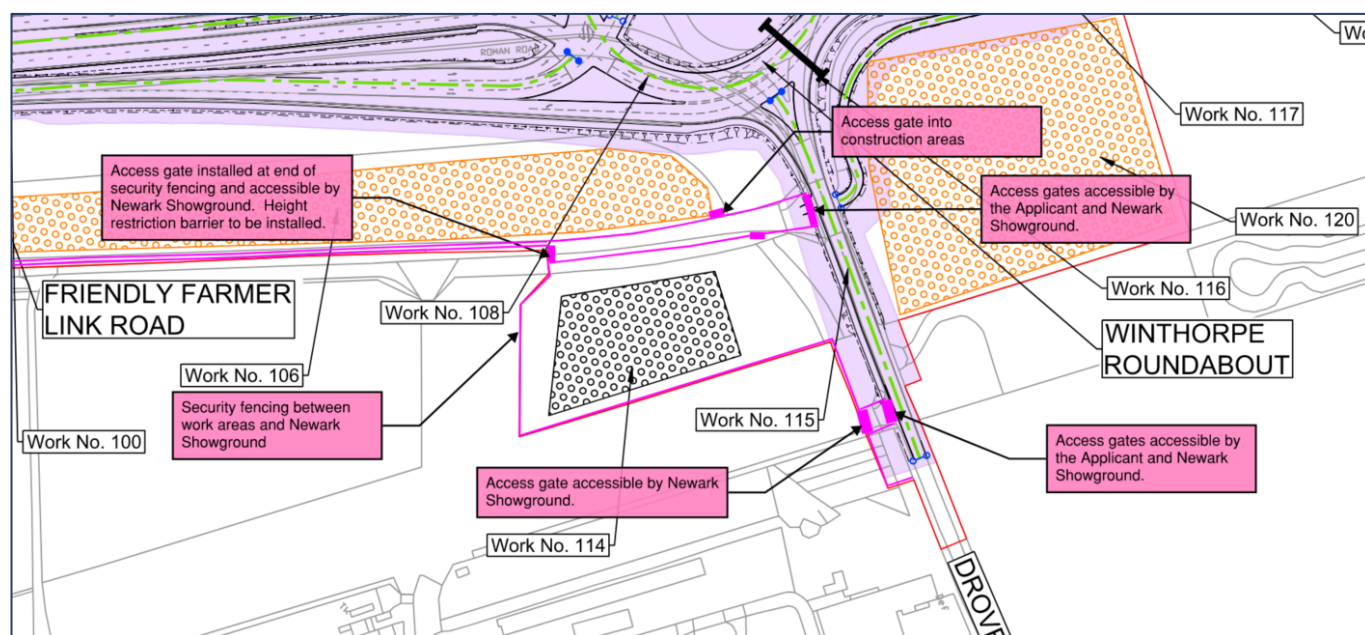 Wo
ROMAN ROAD
Work No. 117
Access gate into
construction areas
Access gate installed at end of
security fencing and accessible by
Newark Showground. Height
restriction barrier to be installed.
Access gates accessible by
the Applicant and Newark
Showground.
Work No. 120
FRIENDLY FARMER
LINK ROAD
Work No. 108
Work No. 116
WINTHORPE
ROUNDABOUT
Work No. 106
Security fencing between
work areas and Newark
Showground
Work No. 115
Work No. 100
Access gates accessible by
the Applicant and Newark
Showground.
Access gate accessible by Newark
Showground.
Work No. 114
DROVE
Tk
Def